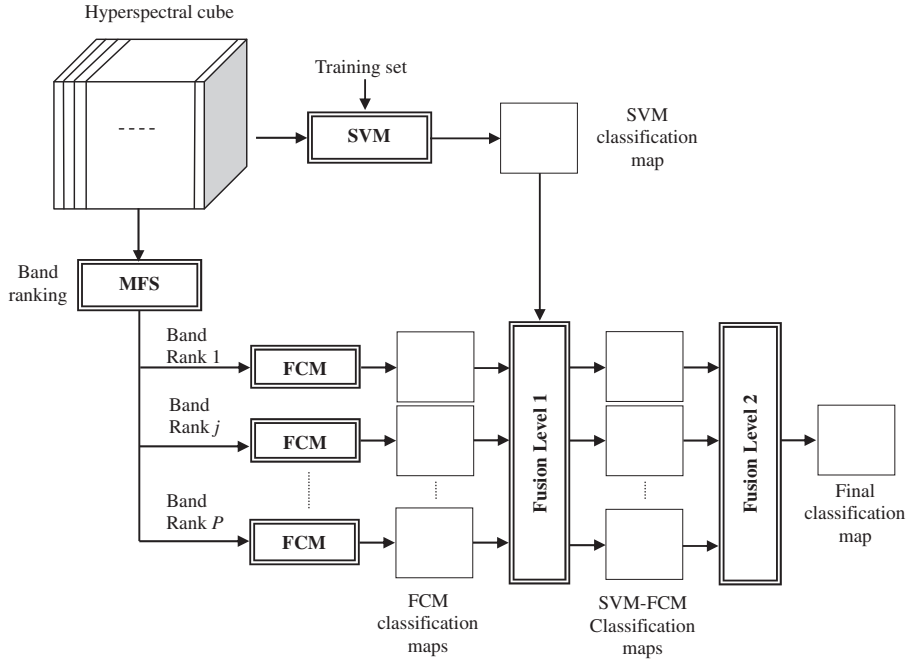 Hyperspectral cube
Training set
SVM
SVM
classification
map
Band
ranking
MFS
Band
Rank 1
FCM
Band
Rank j
FCM
Band
Rank P
FCM
Fusion Level 1
Fusion Level 2
FCM
classification
maps
SVM-FCM
Classification
maps
Final
classification
map